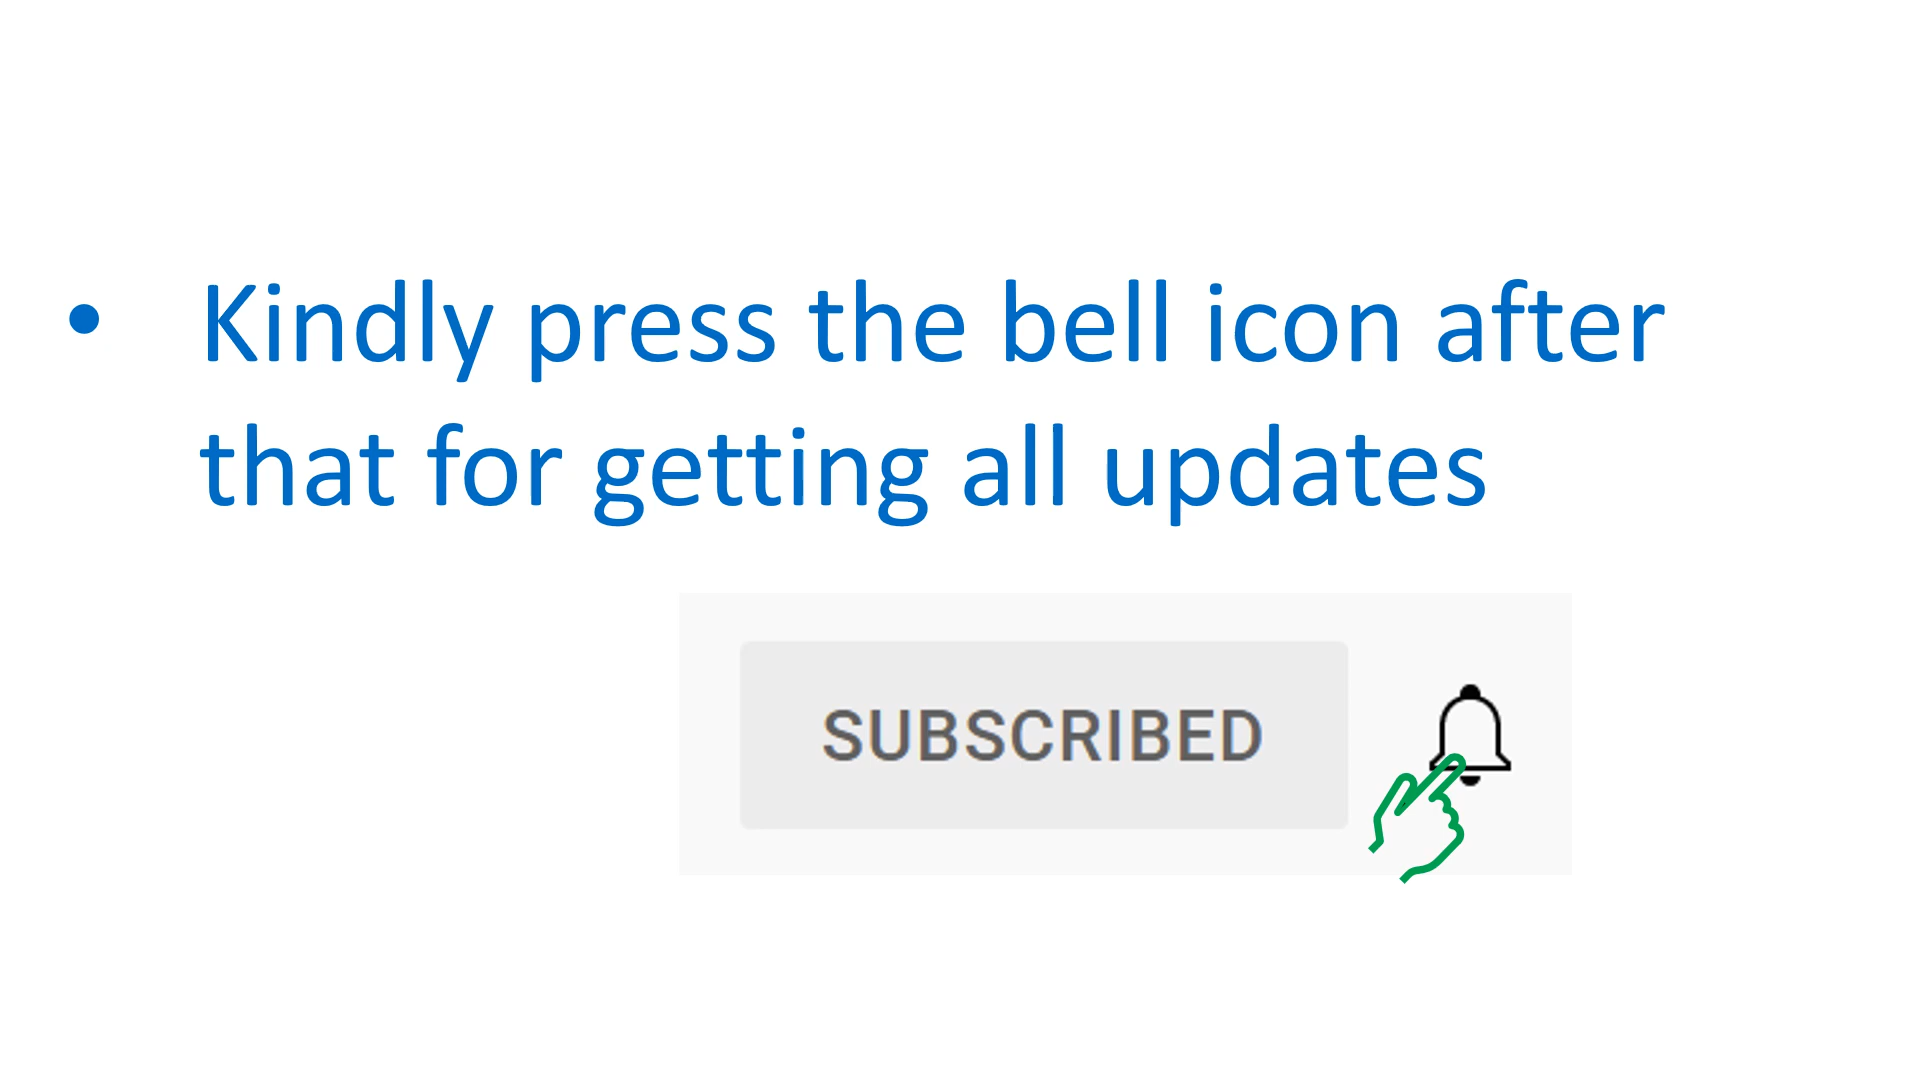 • Kindly press the bell icon after
that for getting all updates
SUBSCRIBED